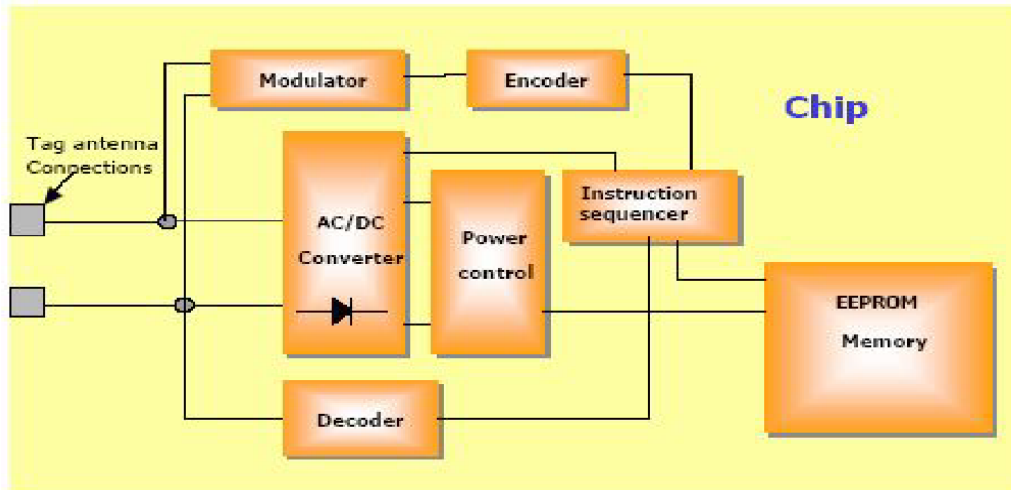 Modulator
Encoder
Chip
Tag antenna
Connections
Instruction
sequencer
AC/DC
Converter
Power
control
EEPROM
Memory
Decoder